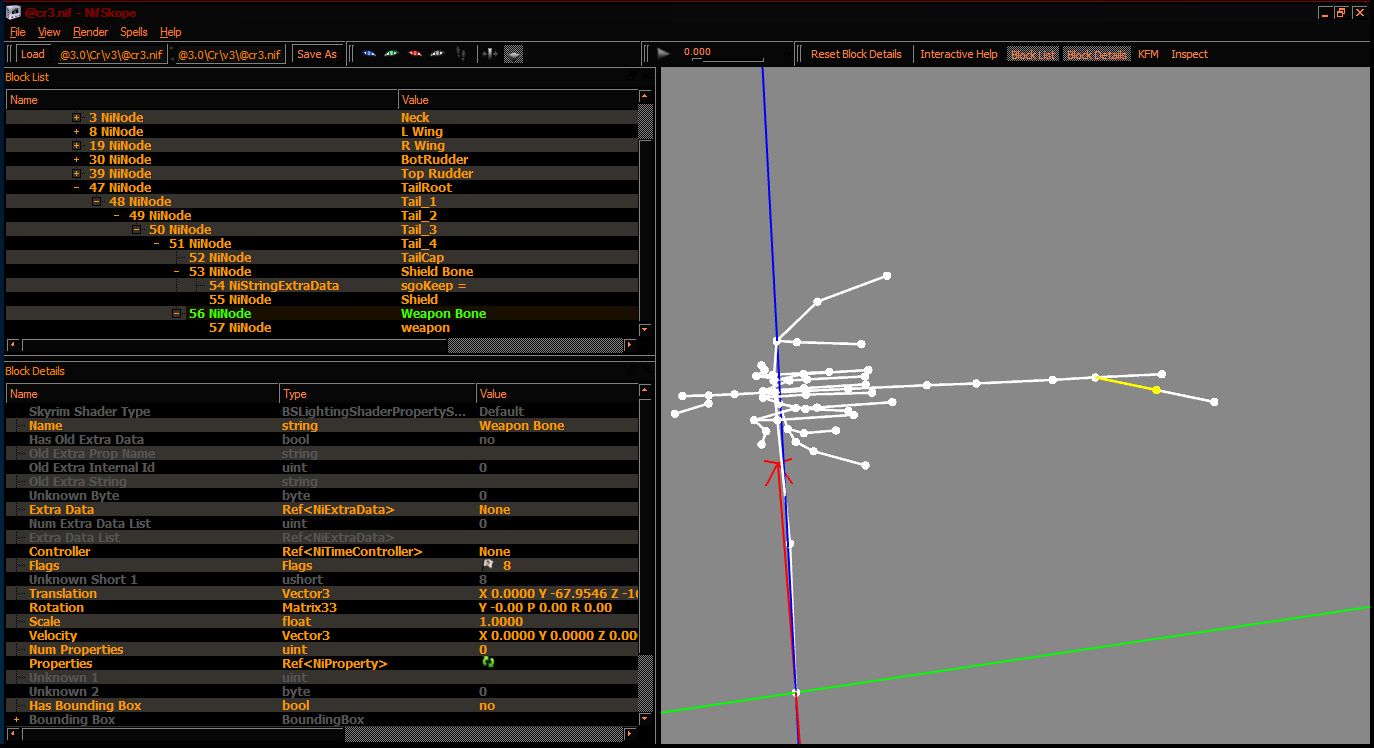 @cr3.nif - NifSkope
File View Render Spells Help
Load @3.0\Cr\v3\@cr3.nif @3.0\Cr\v3\@cr3.nif Save As 0.000 Reset Block Details Interactive Help Block List Block Details KFM Inspect
Block List
Name Value
3 NiNode Neck
8 NiNode L Wing
19 NiNode R Wing
30 NiNode BotRudder
39 NiNode Top Rudder
47 NiNode TailRoot
48 NiNode Tail_1
49 NiNode Tail_2
50 NiNode Tail_3
51 NiNode Tail_4
52 NiNode TailCap
53 NiNode Shield Bone
54 NiStringExtraData sgoKeep =
55 NiNode Shield
56 NiNode Weapon Bone
57 NiNode weapon
Block Details
Name Type Value
Skyrim Shader Type BSLightingShaderPropertyS... Default
Name string Weapon Bone
Has Old Extra Data bool no
Old Extra Prop Name string
Old Extra Internal Id uint 0
Old Extra String string
Unknown Byte byte 0
Extra Data Ref<NiExtraData> None
Num Extra Data List uint 0
Extra Data List Ref<NiExtraData>
Controller Ref<NiTimeController> None
Flags Flags 8
Unknown Short 1 ushort 8
Translation Vector3 X 0.0000 Y -67.9546 Z -16
Rotation Matrix33 Y -0.00 P 0.00 R 0.00
Scale float 1.0000
Velocity Vector3 X 0.0000 Y 0.0000 Z 0.00
Num Properties uint 0
Properties Ref<NiProperty>
Unknown 1 uint
Unknown 2 byte 0
Has Bounding Box bool no
Bounding Box BoundingBox